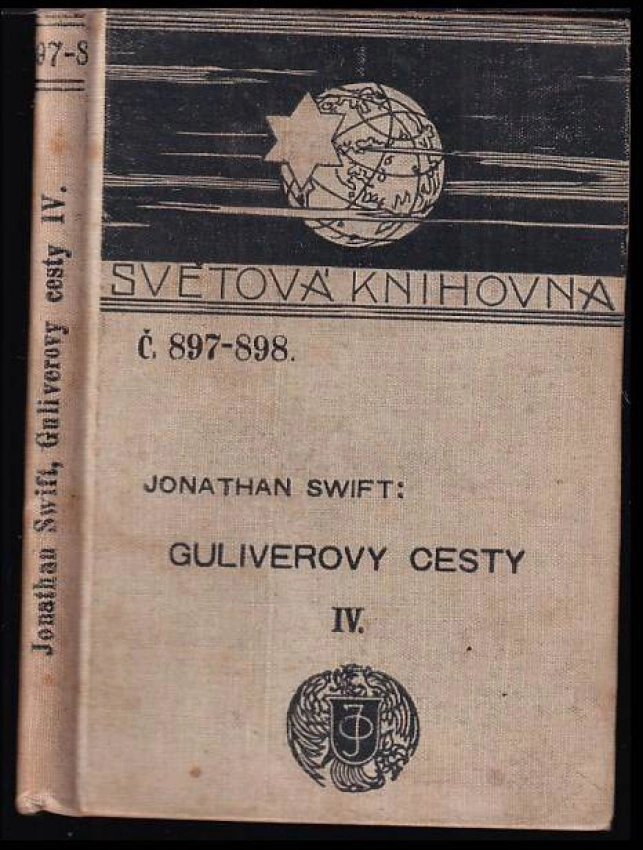 97-8
Jonathan Swift, Guliverovy cesty IV.
SVĚTOVÁ KNIHOVNA
Č. 897-898.
JONATHAN SWIFT:
GULIVEROVY CESTY
IV.
JO